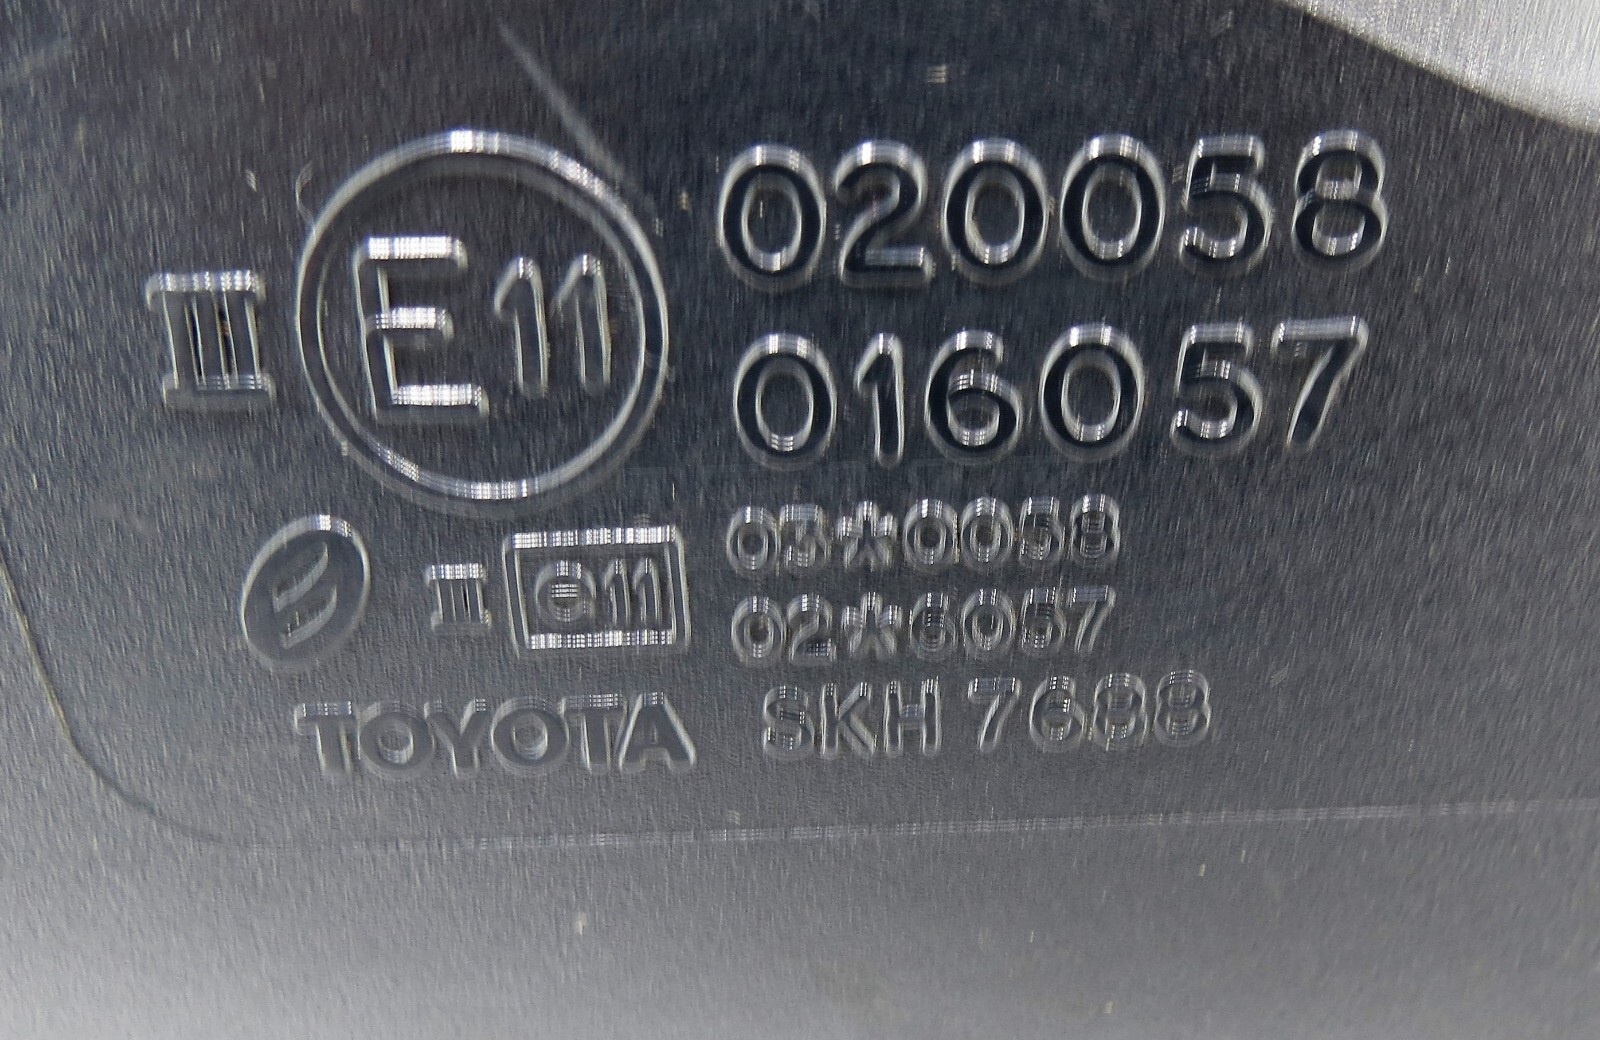 III E11 020058
016057
III e11 03*0058
02*6057
TOYOTA SKH 7688